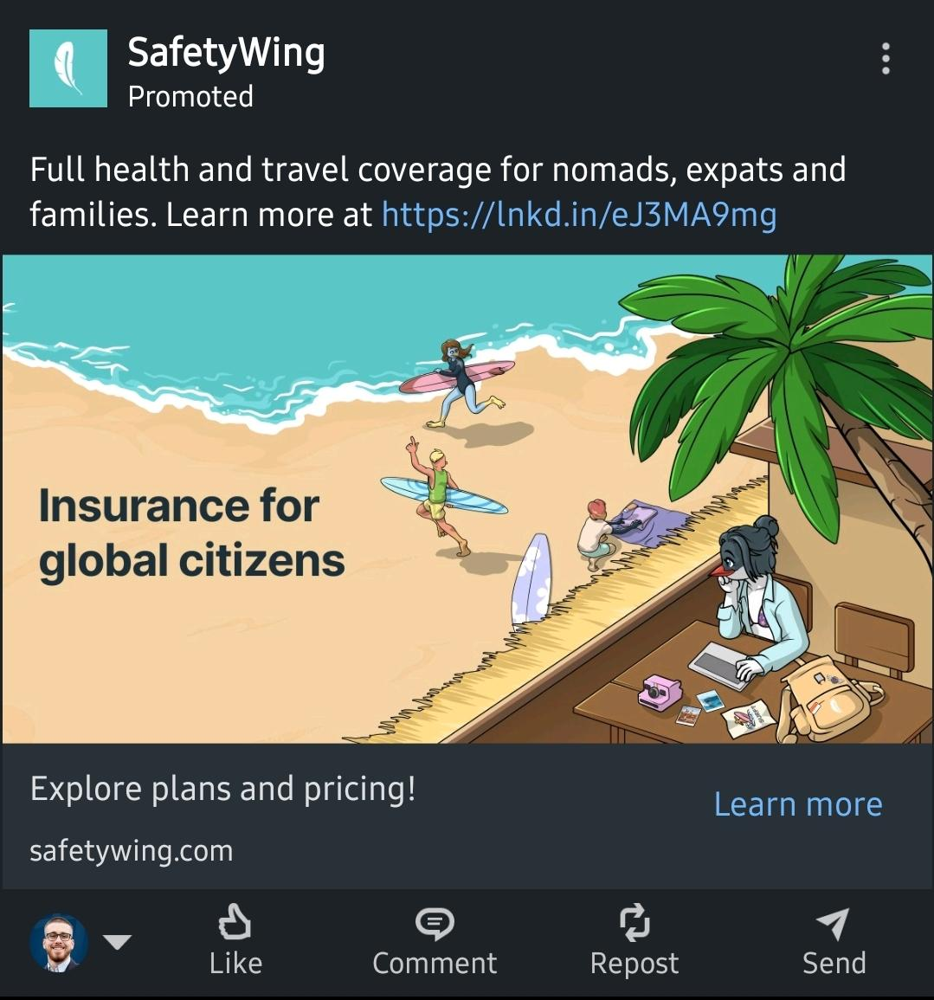 SafetyWing
Promoted
Full health and travel coverage for nomads, expats and
families. Learn more at https://lnkd.in/eJ3MA9mg
Insurance for
global citizens
Explore plans and pricing!
Learn more
safetywing.com
Like
Comment
Repost
Send